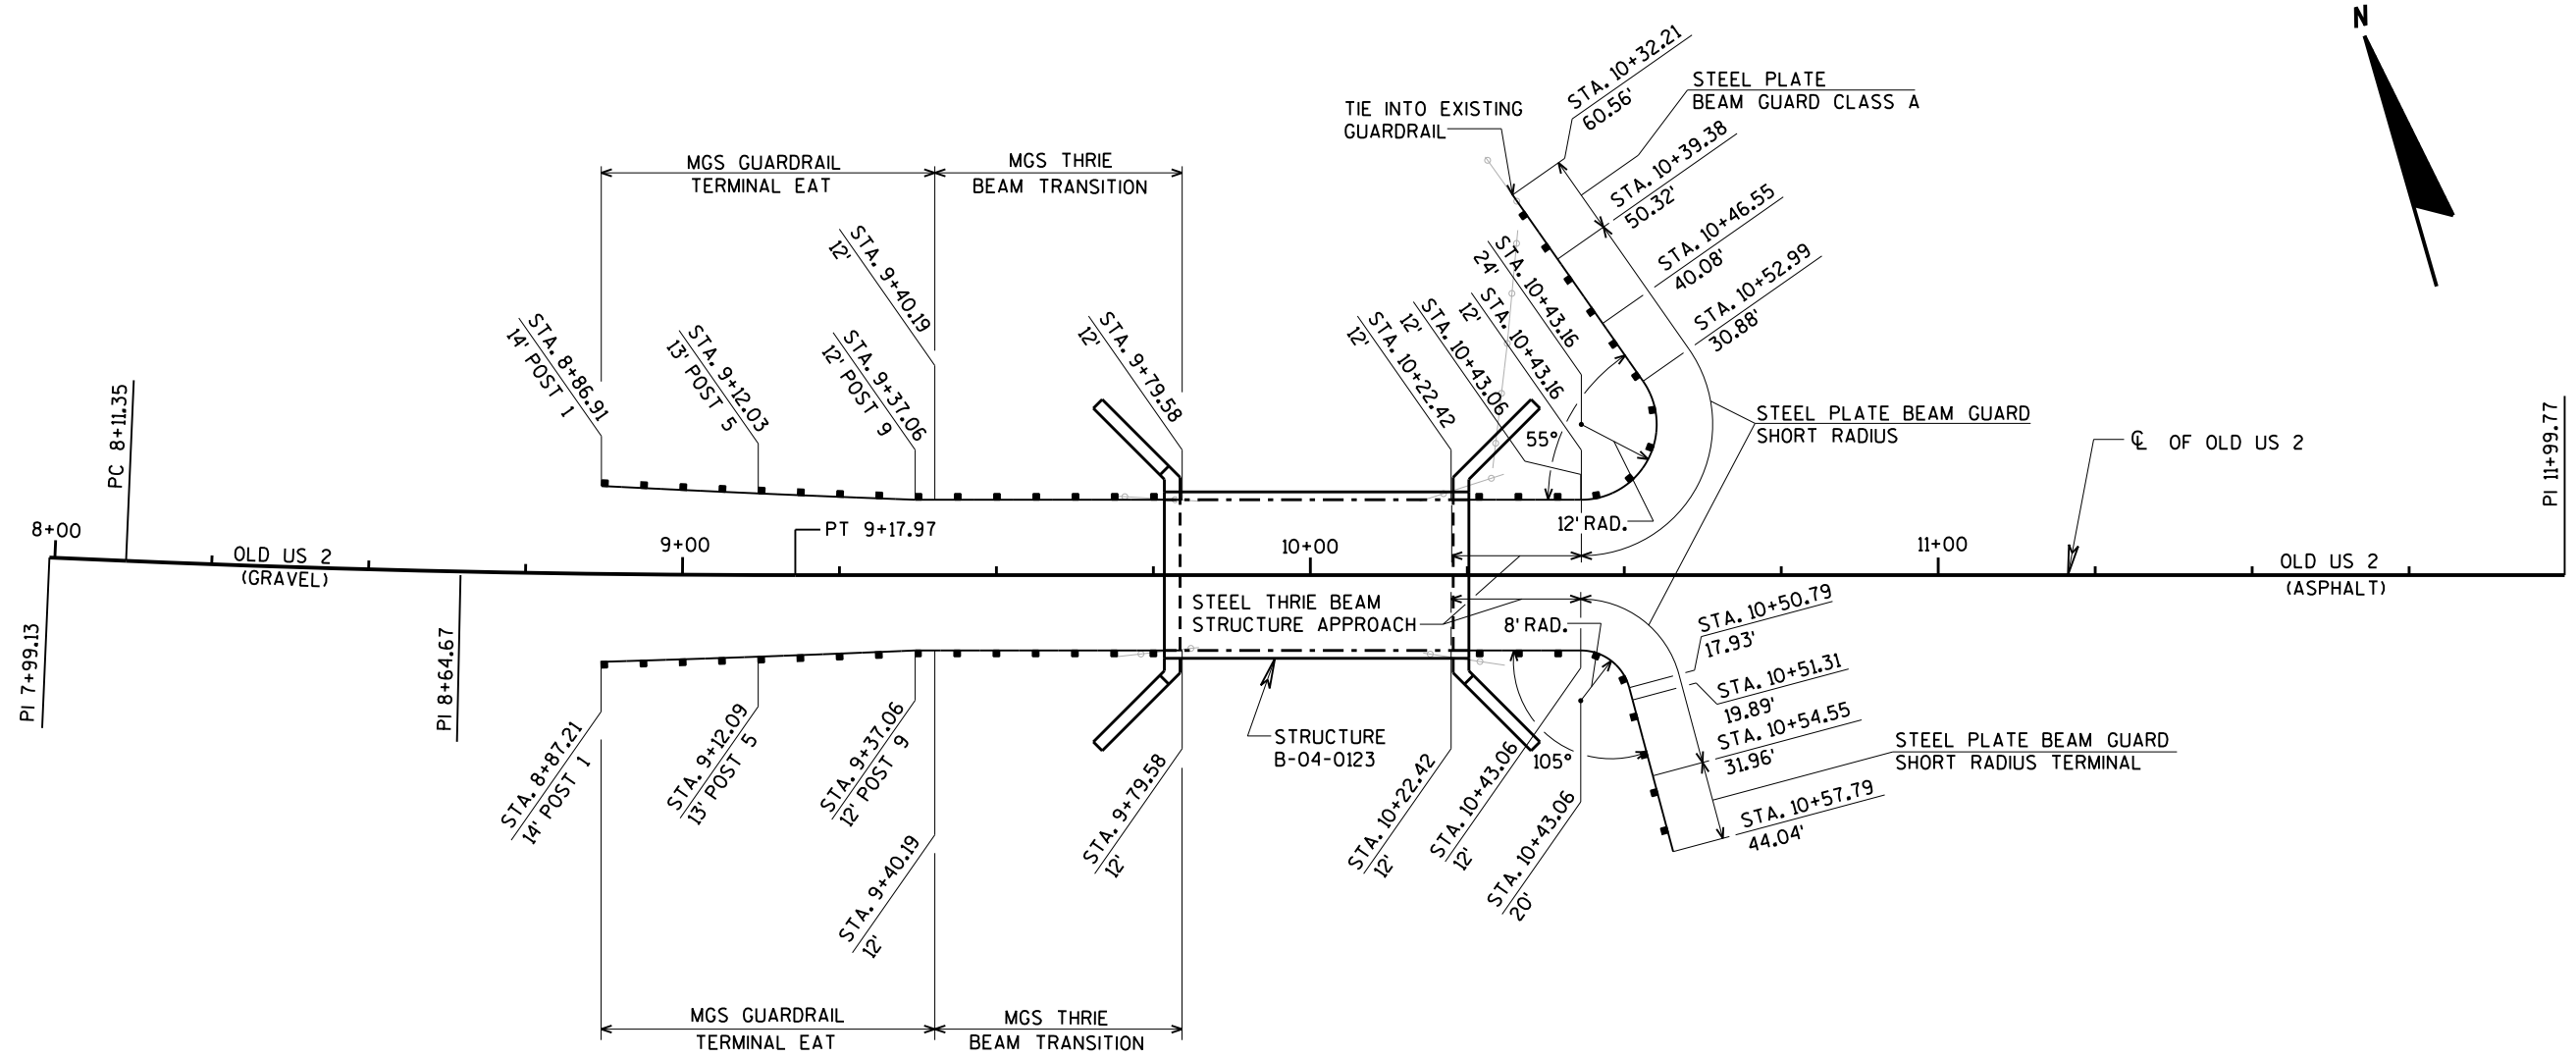 N
STA. 10+32.21
60.56'
STEEL PLATE
BEAM GUARD CLASS A
TIE INTO EXISTING
GUARDRAIL
STA. 10+39.38
50.32'
STA. 10+46.55
40.08'
STA. 10+52.99
30.88'
MGS GUARDRAIL
TERMINAL EAT
MGS THRIE
BEAM TRANSITION
STA. 8+86.91
14' POST 1
STA. 9+12.03
13' POST 5
STA. 9+37.06
12' POST 9
STA. 9+40.19
12'
STA. 9+79.58
12'
STA. 10+22.42
12'
STA. 10+43.06
12'
STA. 10+43.16
12'
STA. 10+43.16
24'
PC 8+11.35
55°
12' RAD.
STEEL PLATE BEAM GUARD
SHORT RADIUS
℄ OF OLD US 2
PI 11+99.77
8+00
OLD US 2
(GRAVEL)
9+00
PT 9+17.97
10+00
11+00
OLD US 2
(ASPHALT)
PI 7+99.13
PI 8+64.67
STEEL THRIE BEAM
STRUCTURE APPROACH
8' RAD.
STA. 10+50.79
17.93'
STA. 10+51.31
19.89'
STA. 10+54.55
31.96'
STA. 10+57.79
44.04'
STEEL PLATE BEAM GUARD
SHORT RADIUS TERMINAL
105°
STRUCTURE
B-04-0123
STA. 8+87.21
14' POST 1
STA. 9+12.09
13' POST 5
STA. 9+37.06
12' POST 9
STA. 9+40.19
12'
STA. 9+79.58
12'
STA. 10+22.42
12'
STA. 10+43.06
12'
STA. 10+43.06
20'
MGS GUARDRAIL
TERMINAL EAT
MGS THRIE
BEAM TRANSITION